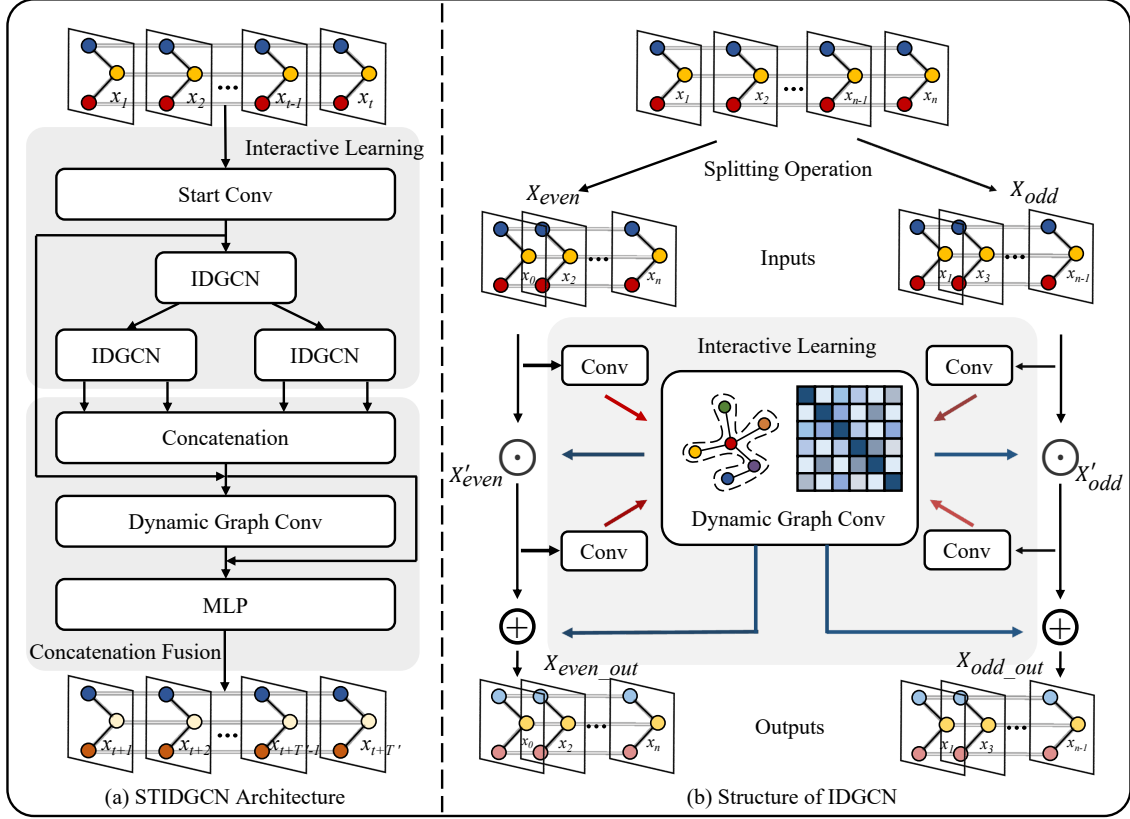 x1 x2 ... xt-1 xt
Interactive Learning
Start Conv
IDGCN
IDGCN IDGCN
Concatenation
Dynamic Graph Conv
MLP
Concatenation Fusion
xt+1 xt+2 ... xt+T'-1 xt+T'
(a) STIDGCN Architecture
x1 x2 ... xn-1 xn
Splitting Operation
Xeven Xodd
x0 x2 ... xn
Inputs
x1 x3 ... xn-1
Interactive Learning
Conv Conv
X'even X'odd
Dynamic Graph Conv
Conv Conv
Xeven_out Xodd_out
x0 x2 ... xn
Outputs
x1 x3 ... xn-1
(b) Structure of IDGCN